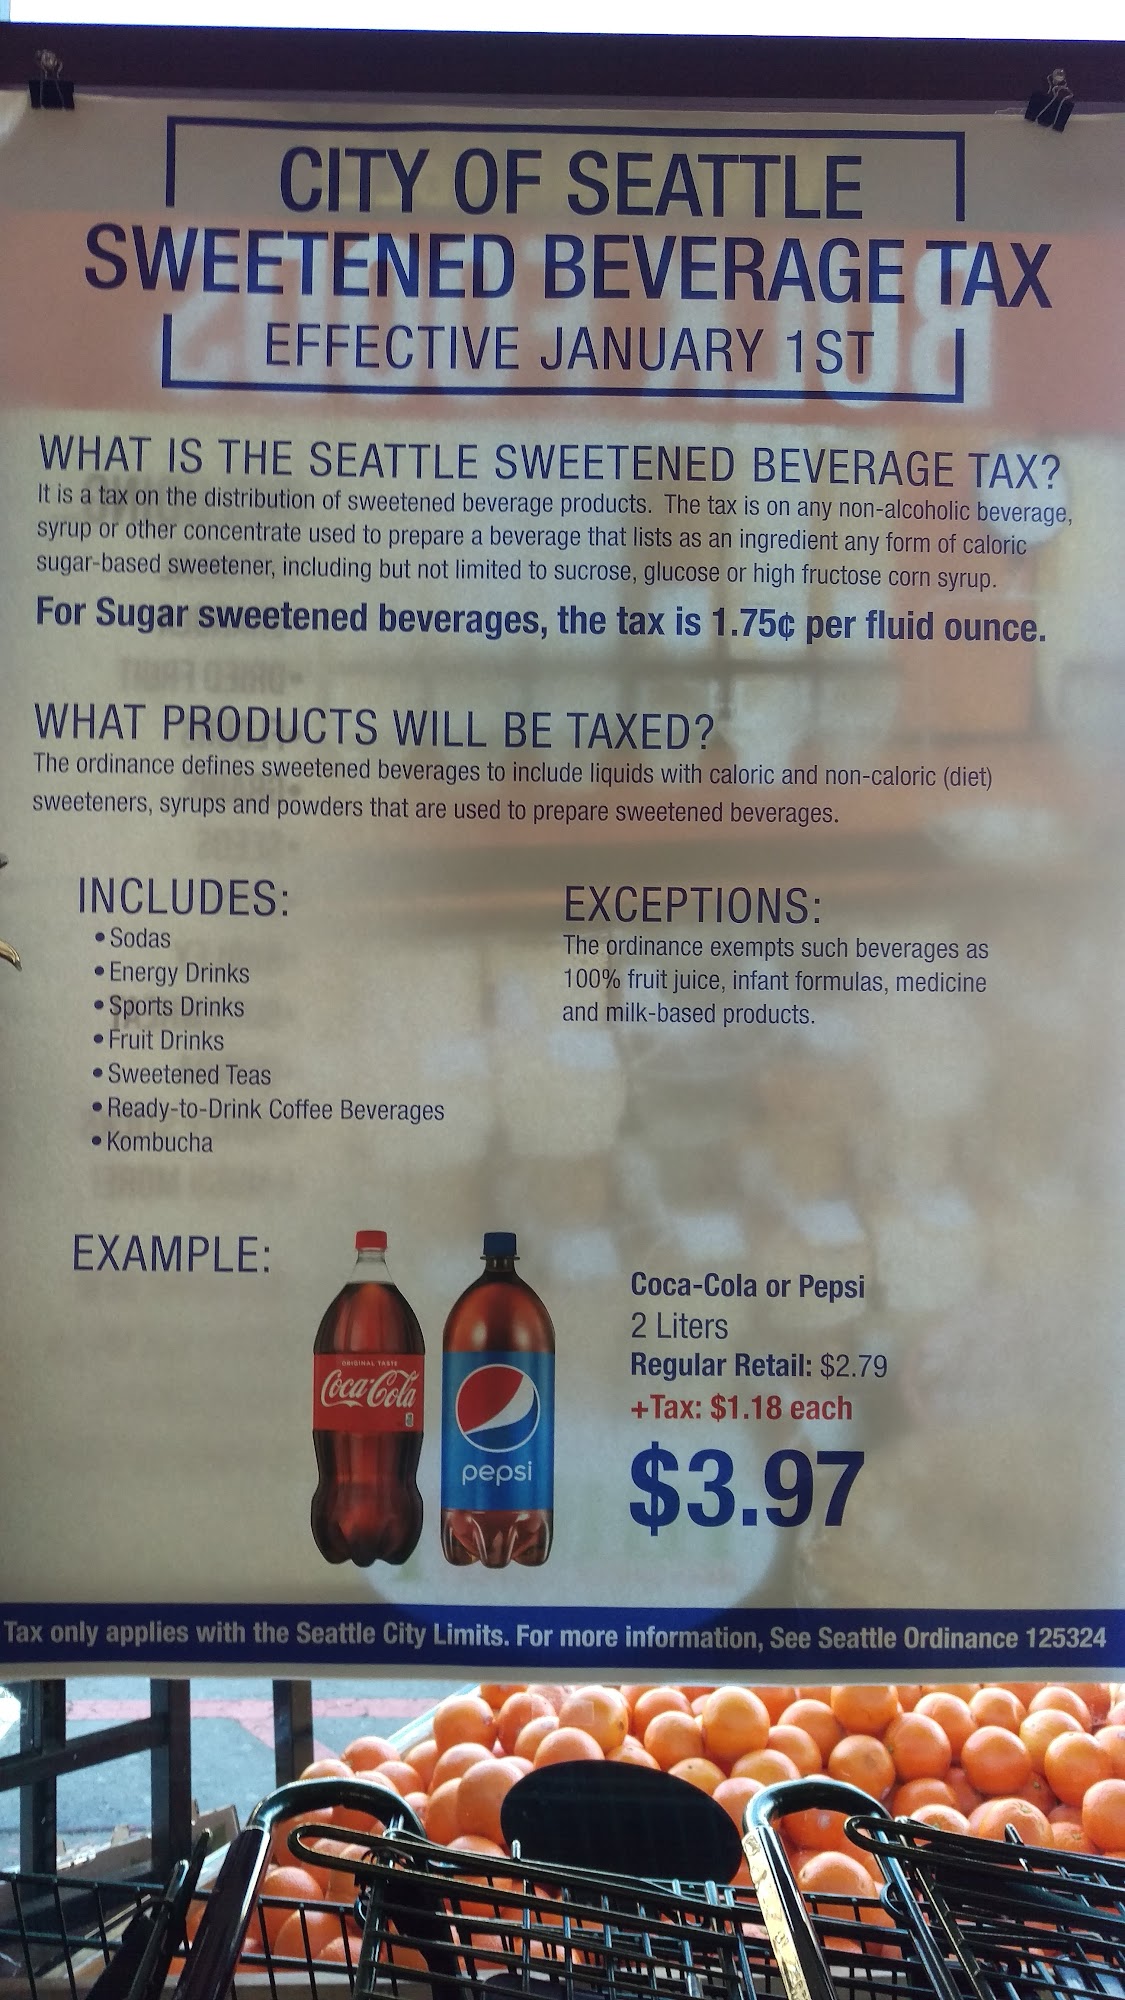 CITY OF SEATTLE
SWEETENED BEVERAGE TAX
EFFECTIVE JANUARY 1ST
WHAT IS THE SEATTLE SWEETENED BEVERAGE TAX?
It is a tax on the distribution of sweetened beverage products. The tax is on any non-alcoholic beverage,
syrup or other concentrate used to prepare a beverage that lists as an ingredient any form of caloric
sugar-based sweetener, including but not limited to sucrose, glucose or high fructose corn syrup.
For Sugar sweetened beverages, the tax is 1.75¢ per fluid ounce.
WHAT PRODUCTS WILL BE TAXED?
The ordinance defines sweetened beverages to include liquids with caloric and non-caloric (diet)
sweeteners, syrups and powders that are used to prepare sweetened beverages.
INCLUDES:
• Sodas
• Energy Drinks
• Sports Drinks
• Fruit Drinks
• Sweetened Teas
• Ready-to-Drink Coffee Beverages
• Kombucha
EXCEPTIONS:
The ordinance exempts such beverages as
100% fruit juice, infant formulas, medicine
and milk-based products.
EXAMPLE:
ORIGINAL TASTE
Coca-Cola
pepsi
Coca-Cola or Pepsi
2 Liters
Regular Retail: $2.79
+Tax: $1.18 each
$3.97
Tax only applies with the Seattle City Limits. For more information, See Seattle Ordinance 125324